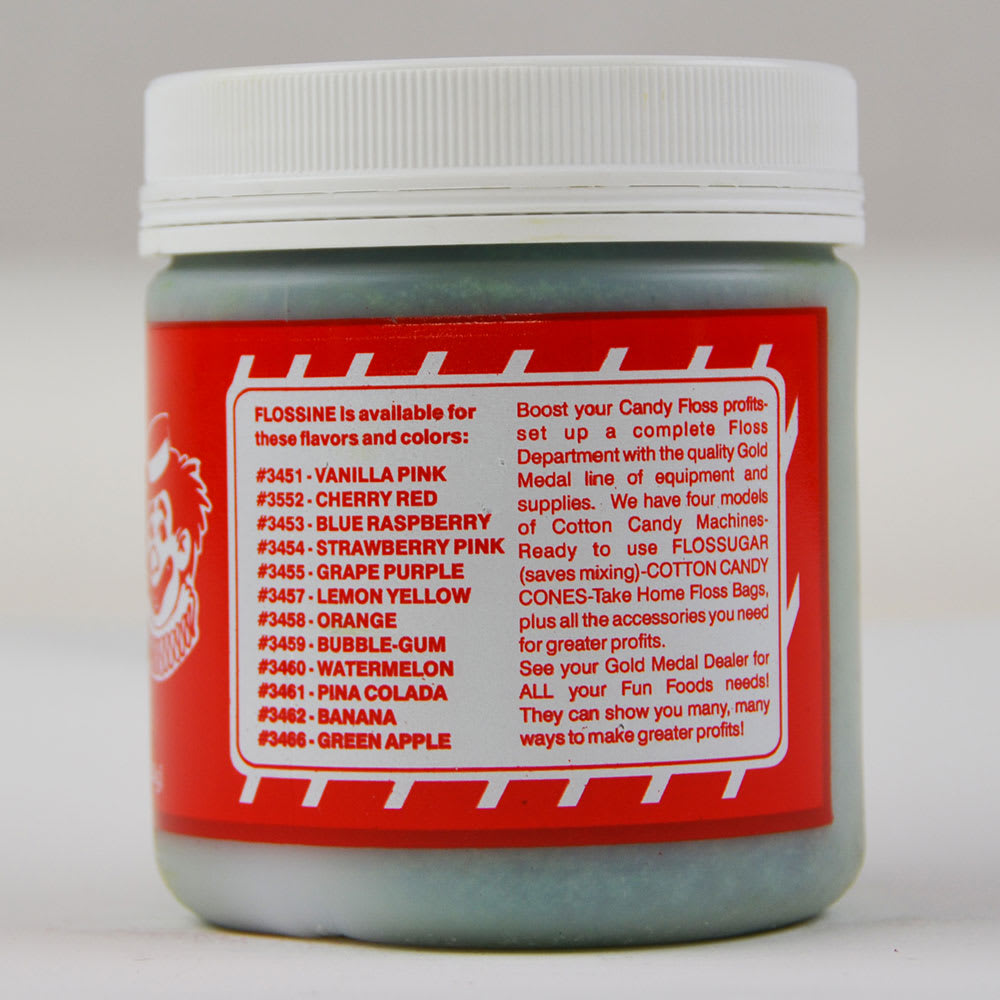 FLOSSINE Is available for
these flavors and colors:
#3451 - VANILLA PINK
#3552 - CHERRY RED
#3453 - BLUE RASPBERRY
#3454 - STRAWBERRY PINK
#3455 - GRAPE PURPLE
#3457 - LEMON YELLOW
#3458 - ORANGE
#3459 - BUBBLE-GUM
#3460 - WATERMELON
#3461 - PINA COLADA
#3462 - BANANA
#3466 - GREEN APPLE
Boost your Candy Floss profits-
set up a complete Floss
Department with the quality Gold
Medal line of equipment and
supplies. We have four models
of Cotton Candy Machines-
Ready to use FLOSSUGAR
(saves mixing)-COTTON CANDY
CONES-Take Home Floss Bags,
plus all the accessories you need
for greater profits.
See your Gold Medal Dealer for
ALL your Fun Foods needs!
They can show you many, many
ways to make greater profits!